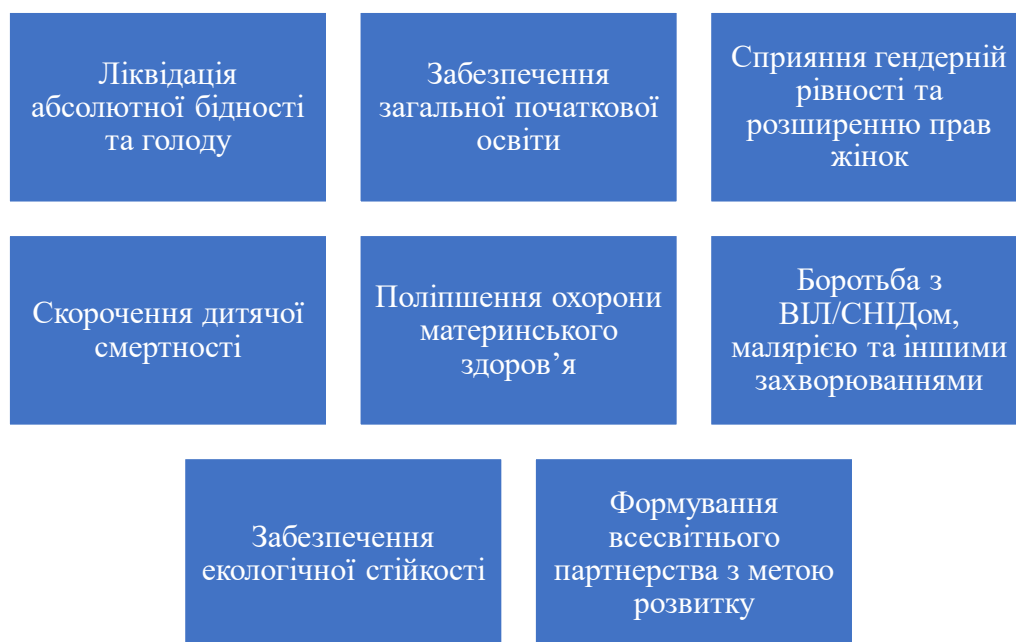 Ліквідація
абсолютної бідності
та голоду
Забезпечення
загальної початкової
освіти
Сприяння гендерній
рівності та
розширенню прав
жінок
Скорочення дитячої
смертності
Поліпшення охорони
материнського
здоров’я
Боротьба з
ВІЛ/СНІДом,
малярією та іншими
захворюваннями
Забезпечення
екологічної стійкості
Формування
всесвітнього
партнерства з метою
розвитку